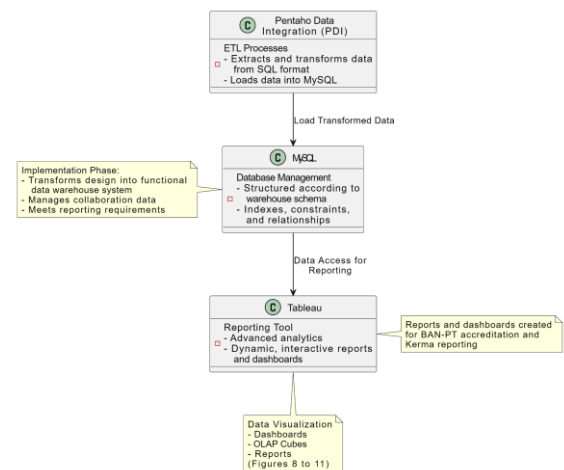 C Pentaho Data
Integration (PDI)
ETL Processes
- Extracts and transforms data
from SQL format
- Loads data into MySQL
Load Transformed Data
C MySQL
Database Management
- Structured according to
warehouse schema
- Indexes, constraints,
and relationships
Implementation Phase:
- Transforms design into functional
data warehouse system
- Manages collaboration data
- Meets reporting requirements
Data Access for
Reporting
C Tableau
Reporting Tool
- Advanced analytics
- Dynamic, interactive reports
and dashboards
Reports and dashboards created
for BAN-PT accreditation and
Kerma reporting
Data Visualization
- Dashboards
- OLAP Cubes
- Reports
(Figures 8 to 11)